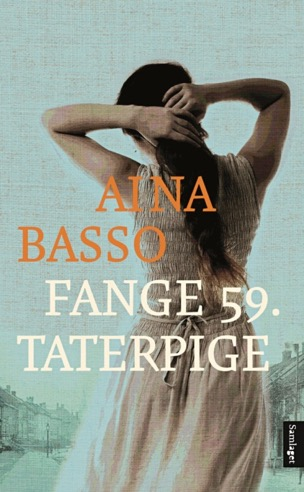 AINA
BASSO
FANGE 59.
TATERPIGE
Samlaget